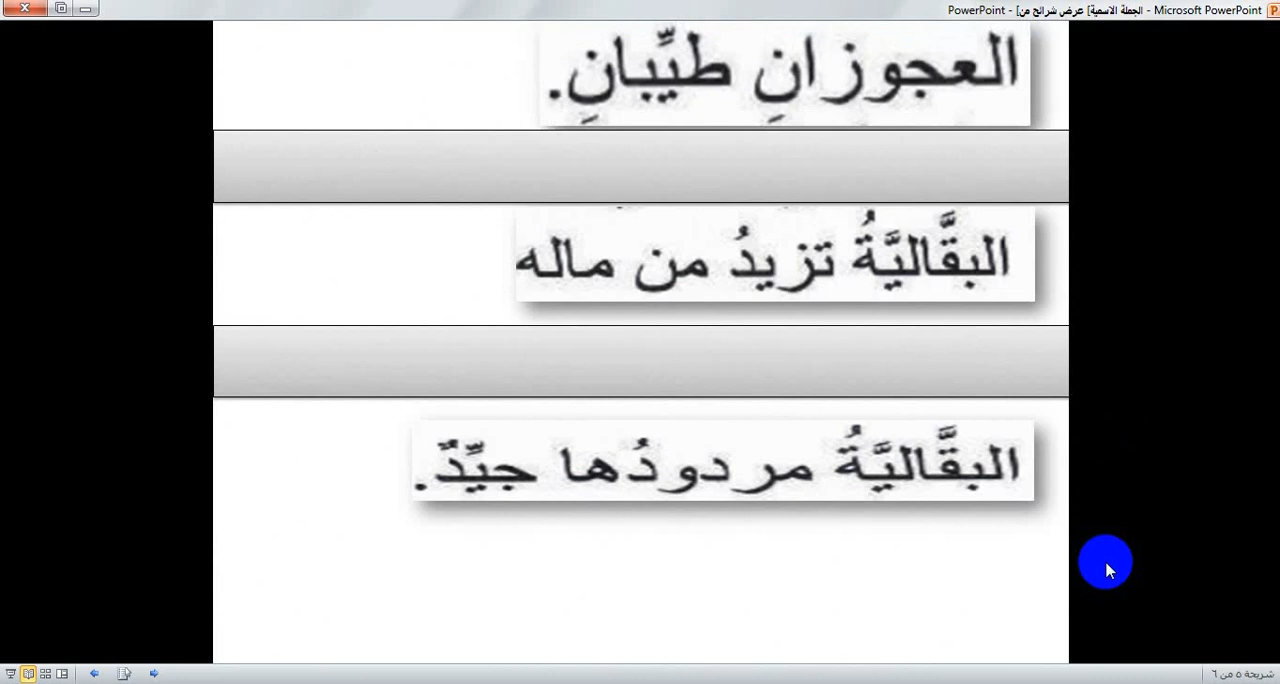 PowerPoint - [الجملة الاسمية] عرض شرائح من] - Microsoft PowerPoint
العجوزانِ طيِّبانِ.
البقَّاليَّةُ تزيدُ من ماله
البقَّاليَّةُ مردودُها جيِّدٌ.
شريحة ٥ من ٦